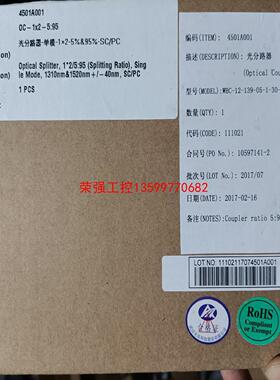 4501A001
OC-1x2-5:95
光分路器-单模-1×2-5%&95%-SC/PC
Optical Splitter, 1*2/5:95 (Splitting Ratio), Sing
le Mode, 1310nm&1520nm+/-40nm, SC/PC
1 PCS
编码(ITEM): 4501A001
描述(DESCRIPTION): 光分路器
(Optical Cou
型号(MODEL):WBC-12-139-05-1-30-
数量(QTY): 1
代码(CODE): 111021
合同号(PO No.): 10597141-2
批次号(LOT No.): 2017/07
日期(DATE): 2017-02-16
备注(NOTES):Coupler ratio 5:9
LOT NO: 11102117074501A001
荣强工控13599770682
RoHS
Compliant or
Exempt